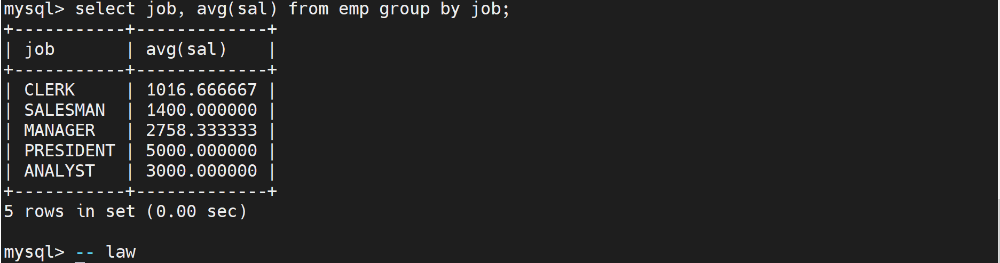 mysql> select job, avg(sal) from emp group by job;
+-----------+-------------+
| job       | avg(sal)    |
+-----------+-------------+
| CLERK     | 1016.666667 |
| SALESMAN  | 1400.000000 |
| MANAGER   | 2758.333333 |
| PRESIDENT | 5000.000000 |
| ANALYST   | 3000.000000 |
+-----------+-------------+
5 rows in set (0.00 sec)
mysql> -- law